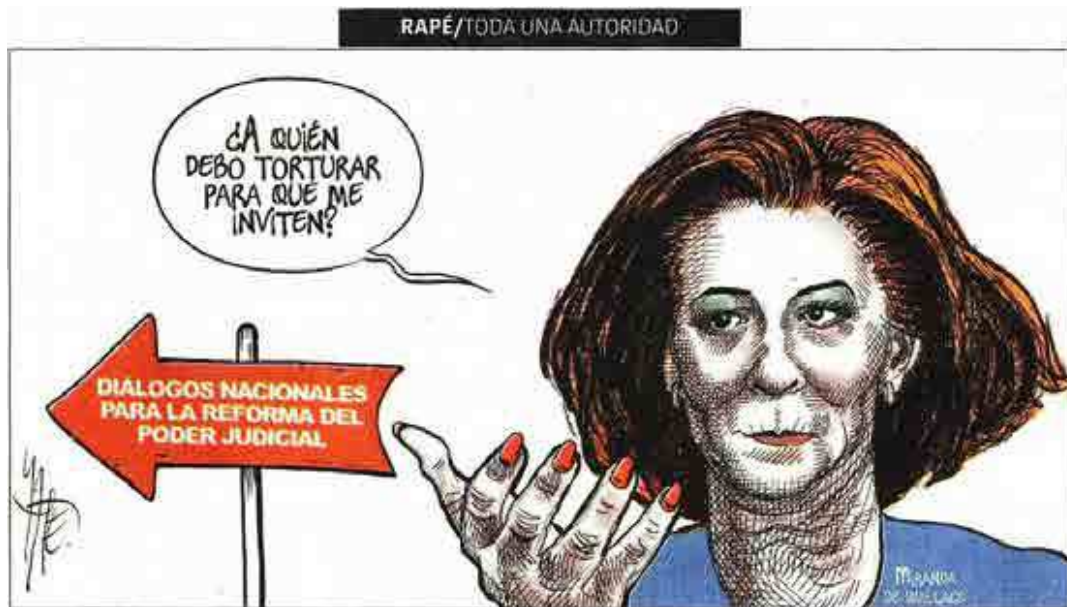 RAPÉ/TODA UNA AUTORIDAD
¿A QUIÉN
DEBO TORTURAR
PARA QUE ME
INVITEN?
DIÁLOGOS NACIONALES
PARA LA REFORMA DEL
PODER JUDICIAL
MIRANDA
DE WALLACE